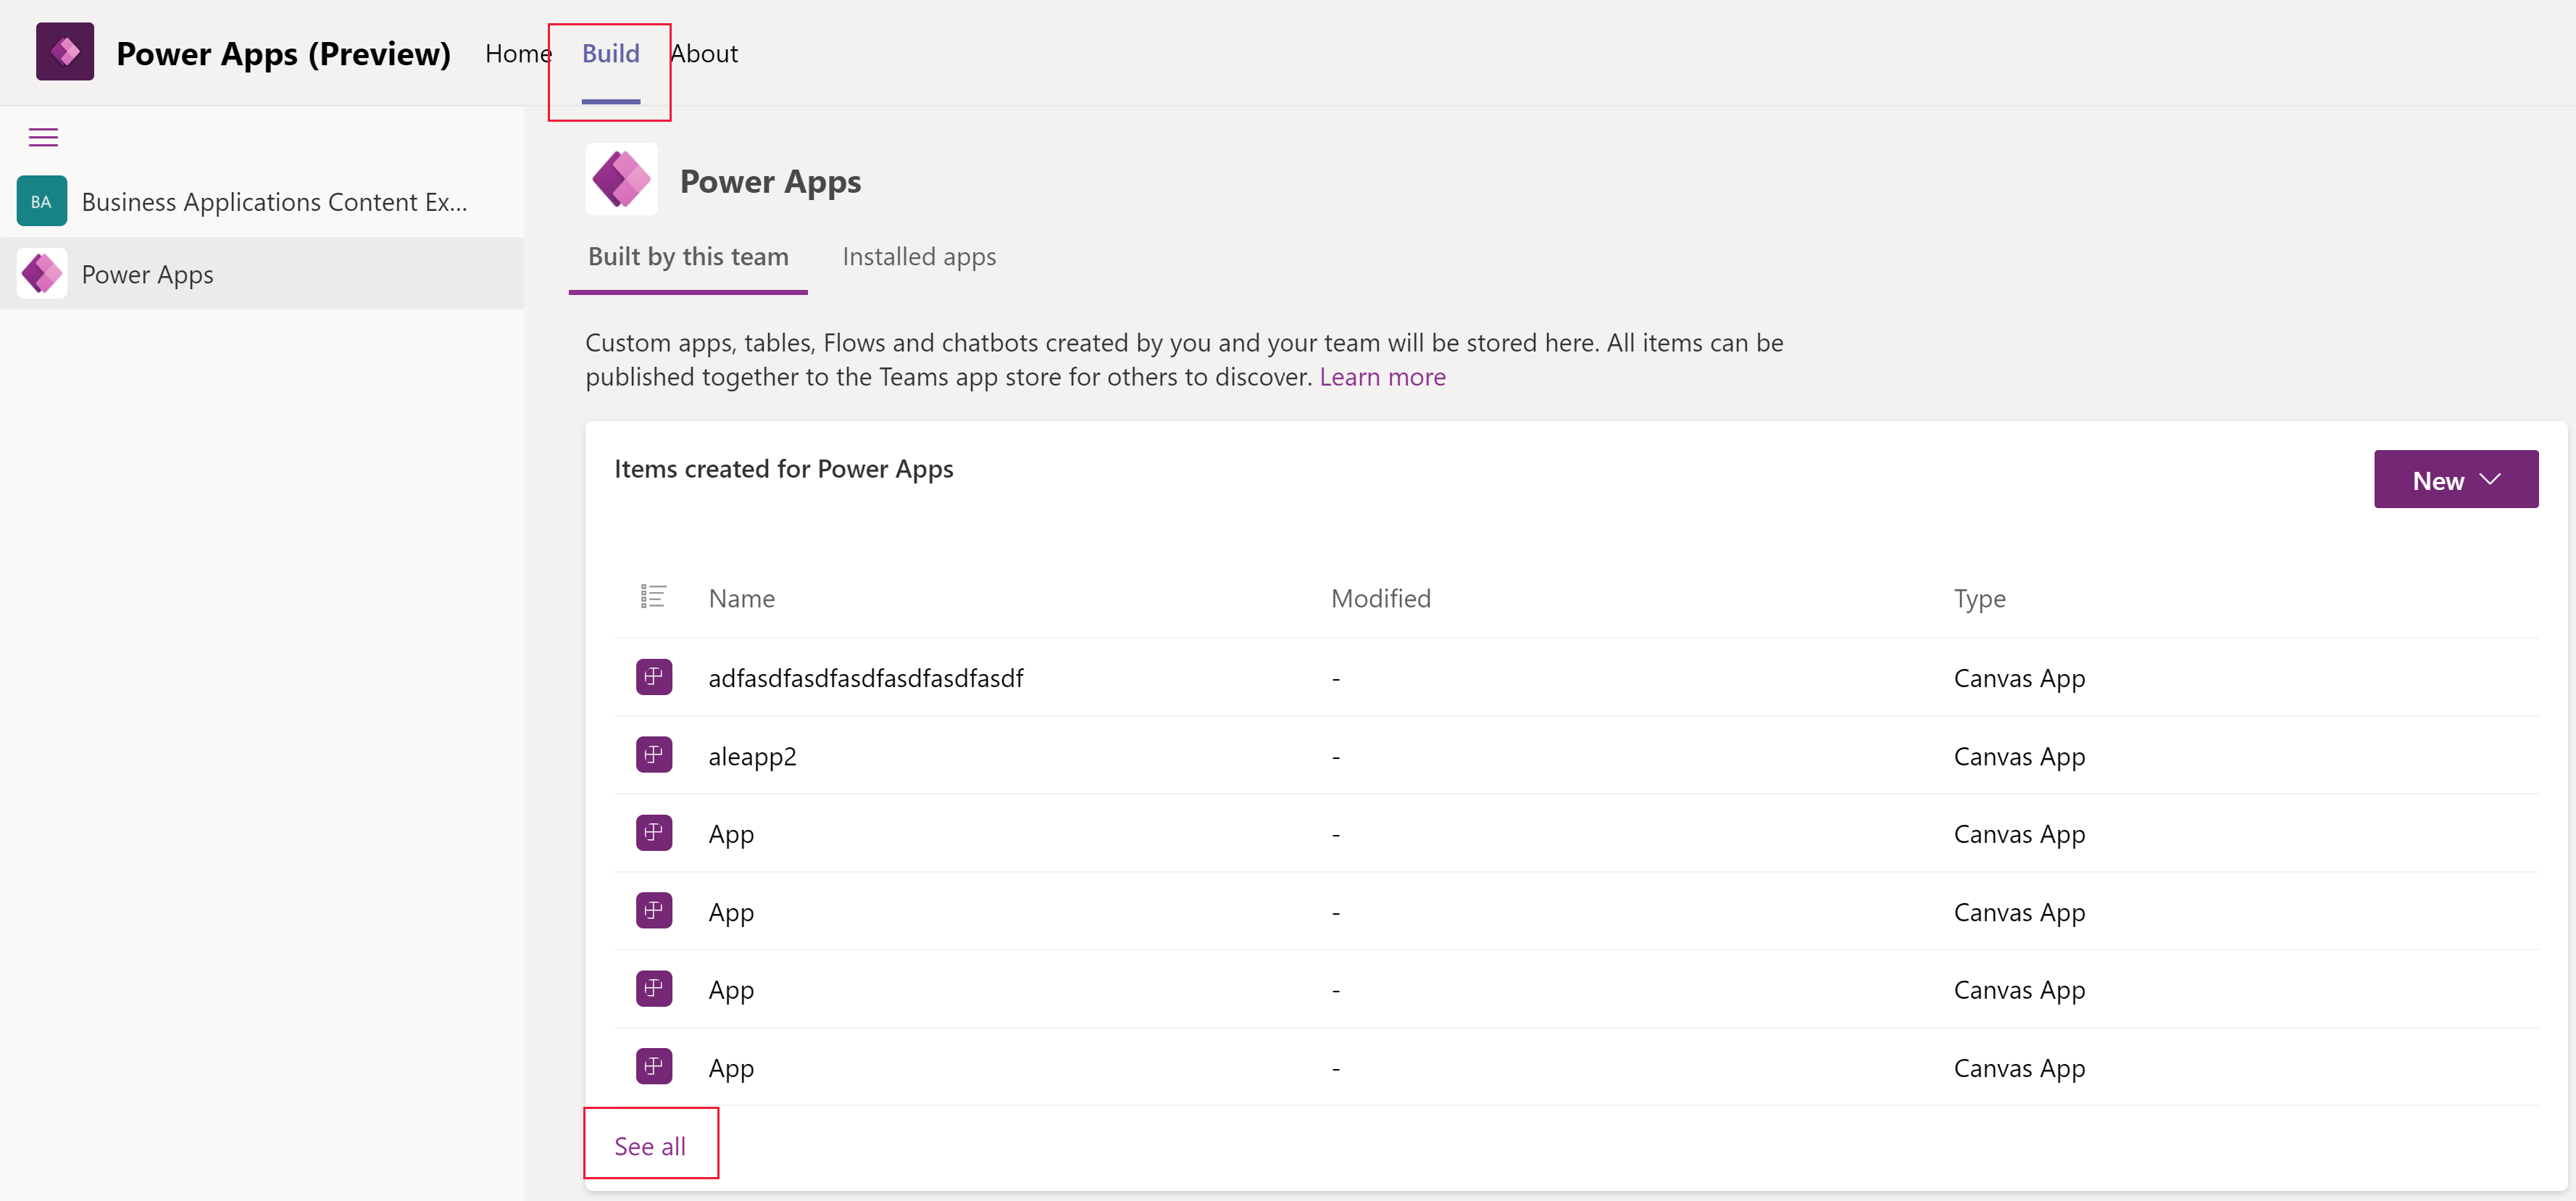 Power Apps (Preview) Home Build About
BA Business Applications Content Ex...
Power Apps
Power Apps
Built by this team Installed apps
Custom apps, tables, Flows and chatbots created by you and your team will be stored here. All items can be
published together to the Teams app store for others to discover. Learn more
Items created for Power Apps
New
Name Modified Type
adfasdfasdfasdfasdfasdfasdf - Canvas App
aleapp2 - Canvas App
App - Canvas App
App - Canvas App
App - Canvas App
App - Canvas App
See all